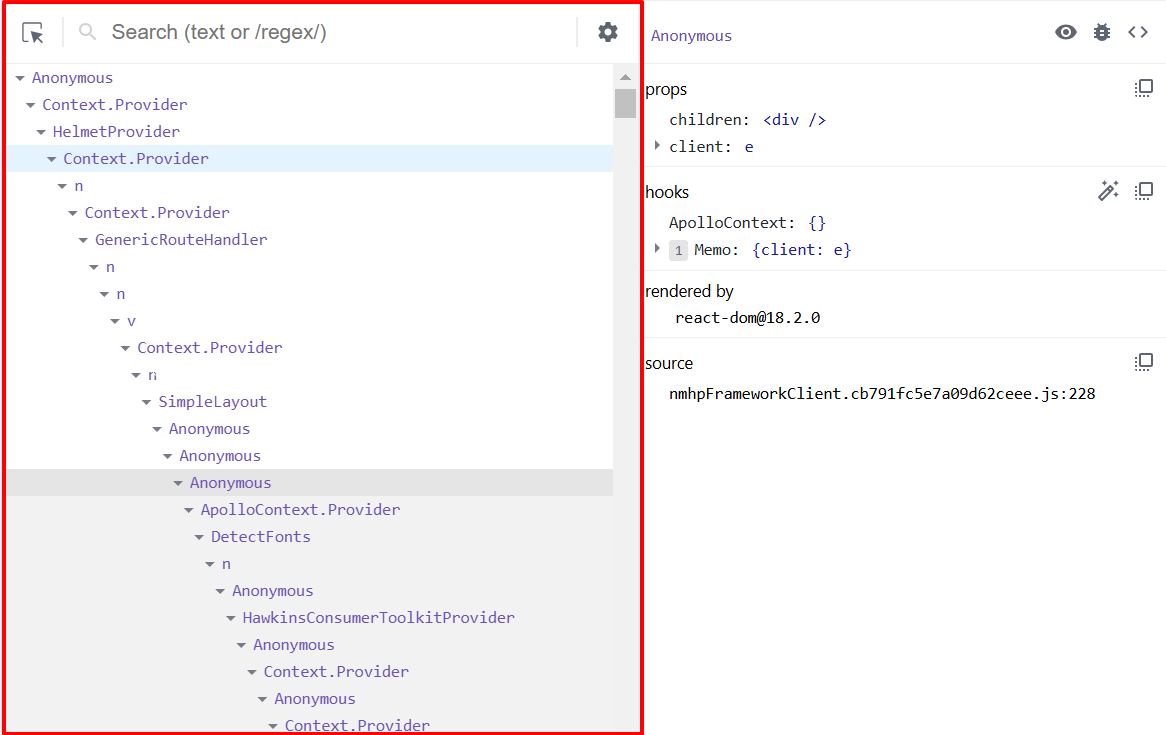 Search (text or /regex/)
Anonymous
Context.Provider
HelmetProvider
Context.Provider
n
Context.Provider
GenericRouteHandler
n
n
v
Context.Provider
n
SimpleLayout
Anonymous
Anonymous
Anonymous
ApolloContext.Provider
DetectFonts
n
Anonymous
HawkinsConsumerToolkitProvider
Anonymous
Context.Provider
Anonymous
Context.Provider
Anonymous
props
children: <div />
client: e
hooks
ApolloContext: {}
1 Memo: {client: e}
rendered by
react-dom@18.2.0
source
nmhpFrameworkClient.cb791fc5e7a09d62ceee.js:228